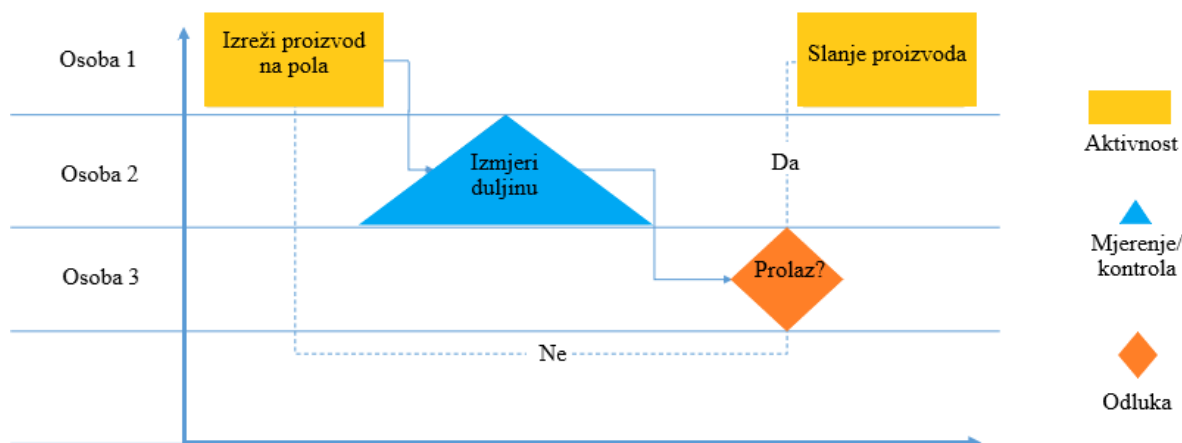 Osoba 1
Izreži proizvod
na pola
Slanje proizvoda
Aktivnost
Osoba 2
Izmjeri
duljinu
Da
Mjerenje/
kontrola
Osoba 3
Prolaz?
Ne
Odluka